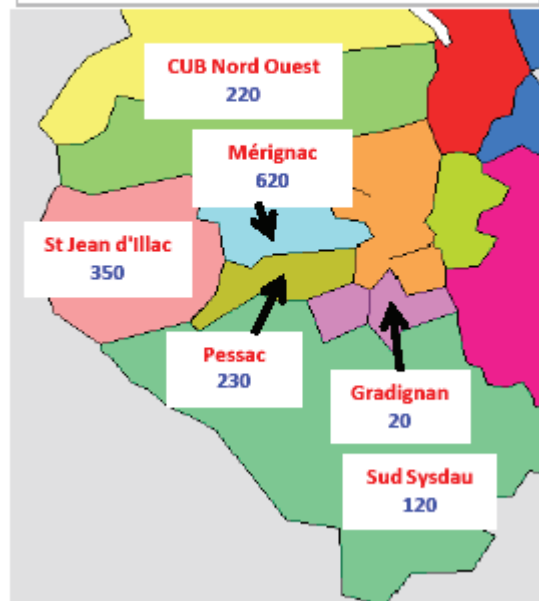 CUB Nord Ouest
220
Mérignac
620
St Jean d'Illac
350
Pessac
230
Gradignan
20
Sud Sysdau
120